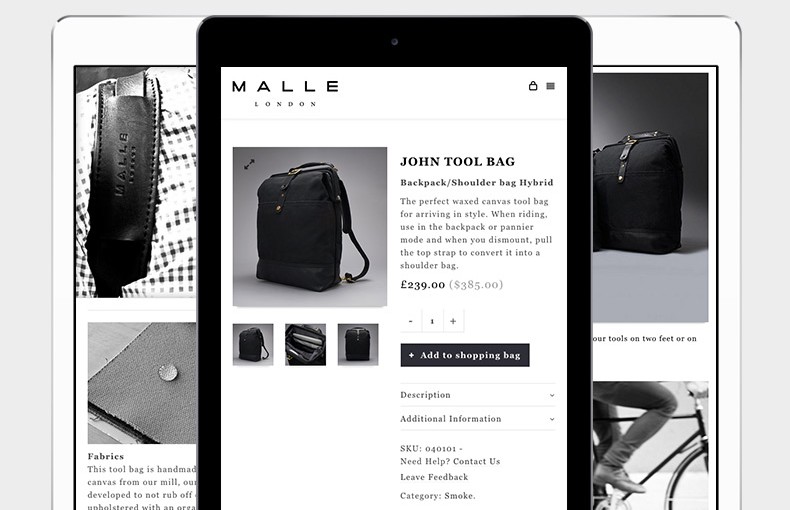 MALLE
LONDON
MALLE
LONDON
JOHN TOOL BAG
Backpack/Shoulder bag Hybrid
The perfect waxed canvas tool bag
for arriving in style. When riding,
use in the backpack or pannier
mode and when you dismount, pull
the top strap to convert it into a
shoulder bag.
£239.00 ($385.00)
- 1 +
+ Add to shopping bag
Description
Additional Information
SKU: 040101 -
Need Help? Contact Us
Leave Feedback
Category: Smoke.
Fabrics
This tool bag is handmad
canvas from our mill, our
developed to not rub off
upholstered with an orga
our tools on two feet or on